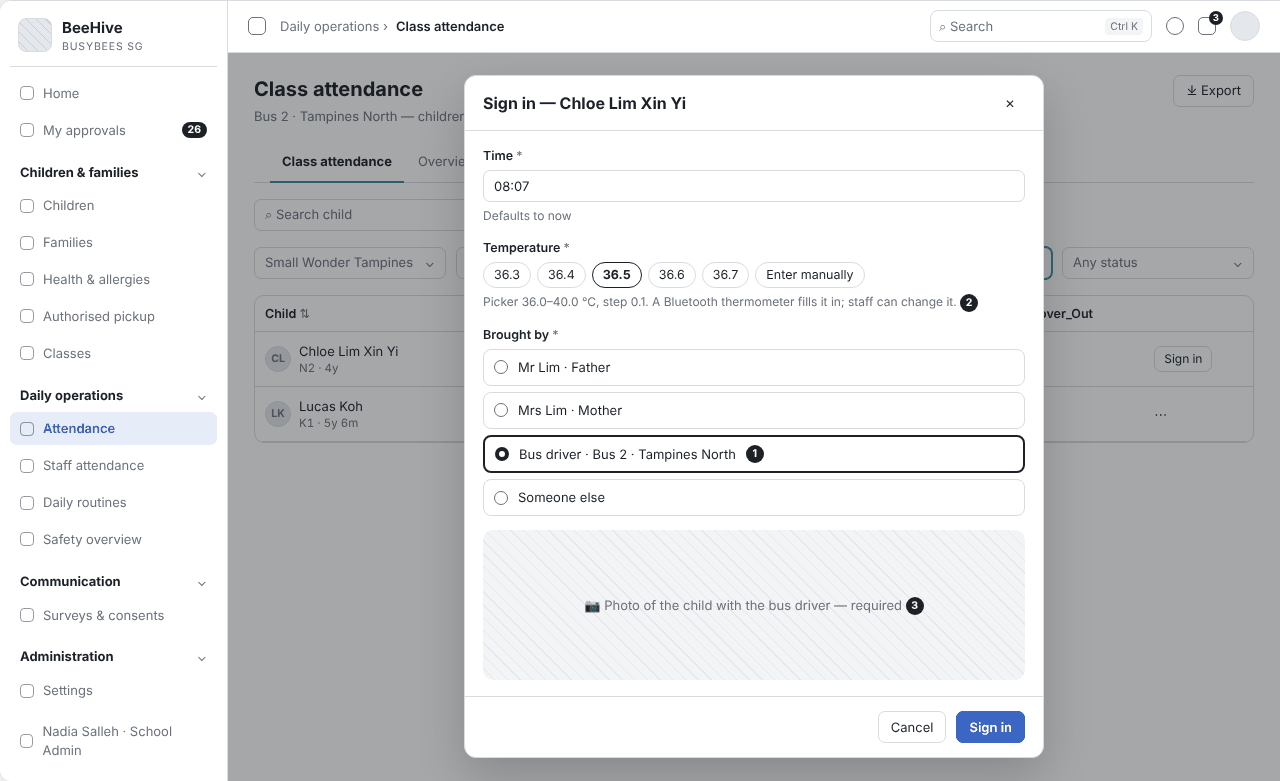 BeeHive
BUSYBEES SG
Home
My approvals 26
Children & families
Children
Families
Health & allergies
Authorised pickup
Classes
Daily operations
Attendance
Staff attendance
Daily routines
Safety overview
Communication
Surveys & consents
Administration
Settings
Nadia Salleh · School
Admin
Daily operations › Class attendance
Search Ctrl K
3
Class attendance
Bus 2 · Tampines North — children
Export
Class attendance
Search child
Small Wonder Tampines
Any status
Child
Chloe Lim Xin Yi
CL
N2 · 4y
Sign in
Lucas Koh
LK
K1 · 5y 6m
...
Sign in — Chloe Lim Xin Yi ×
Time *
08:07
Defaults to now
Temperature *
36.3 36.4 36.5 36.6 36.7 Enter manually
Picker 36.0–40.0 °C, step 0.1. A Bluetooth thermometer fills it in; staff can change it. 2
Brought by *
Mr Lim · Father
Mrs Lim · Mother
Bus driver · Bus 2 · Tampines North 1
Someone else
Photo of the child with the bus driver — required 3
Cancel Sign in